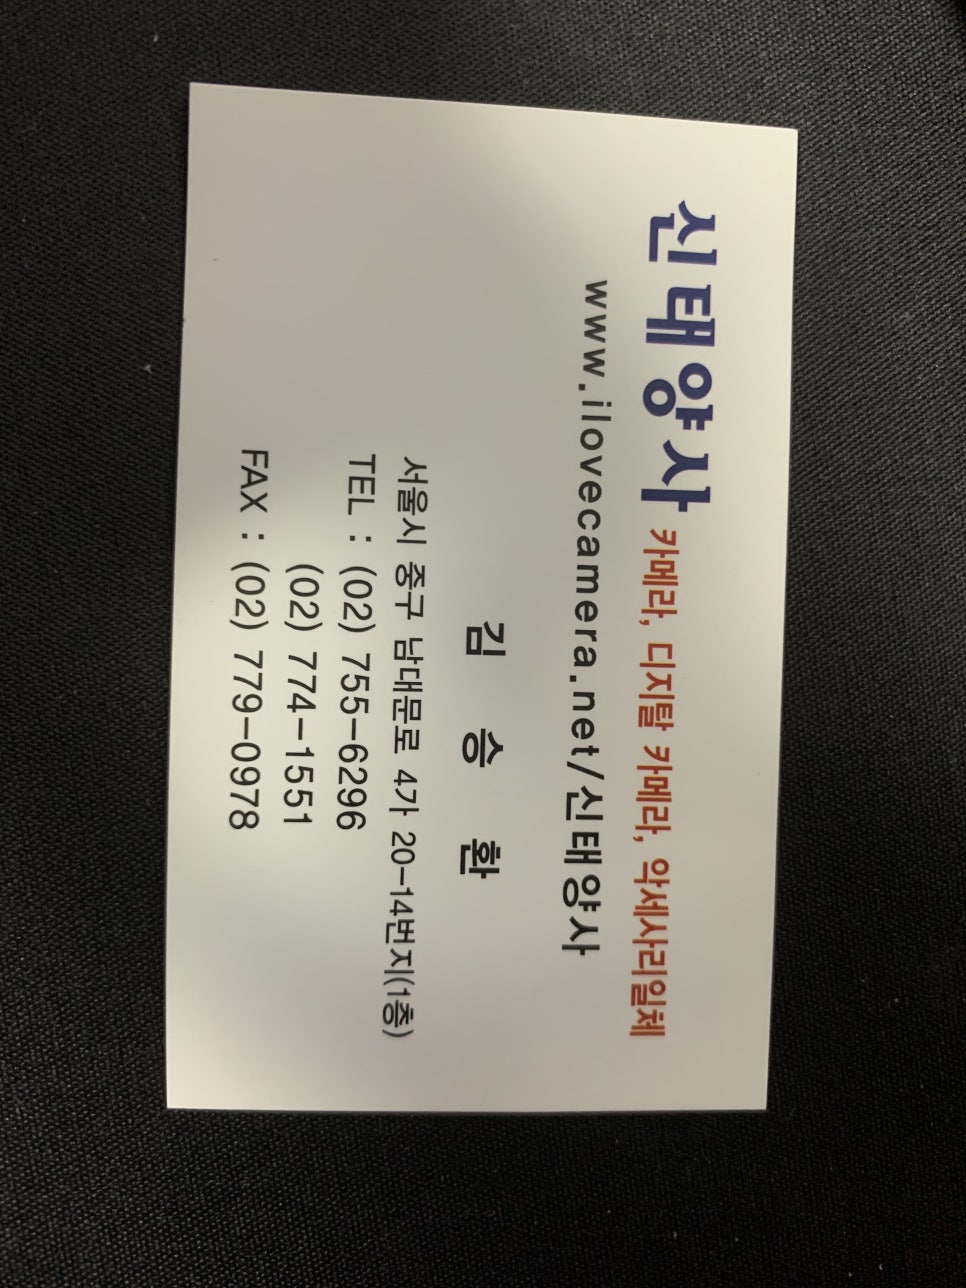 신태양사 카메라, 디지탈 카메라, 악세사리일체
www.ilovecamera.net/신태양사
김 승 환
서울시 중구 남대문로 4가 20-14번지(1층)
TEL : (02) 755-6296
(02) 774-1551
FAX : (02) 779-0978